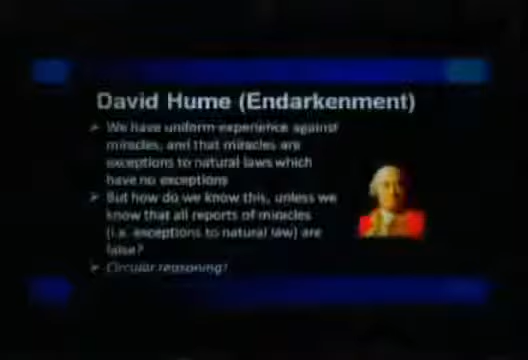 David Hume (Endarkenment)
➢ We have uniform experience against
miracles, and that miracles are
exceptions to natural laws which
have no exceptions
➢ But how do we know this, unless we
know that all reports of miracles
(i.e. exceptions to natural law) are
false?
➢ Circular reasoning!